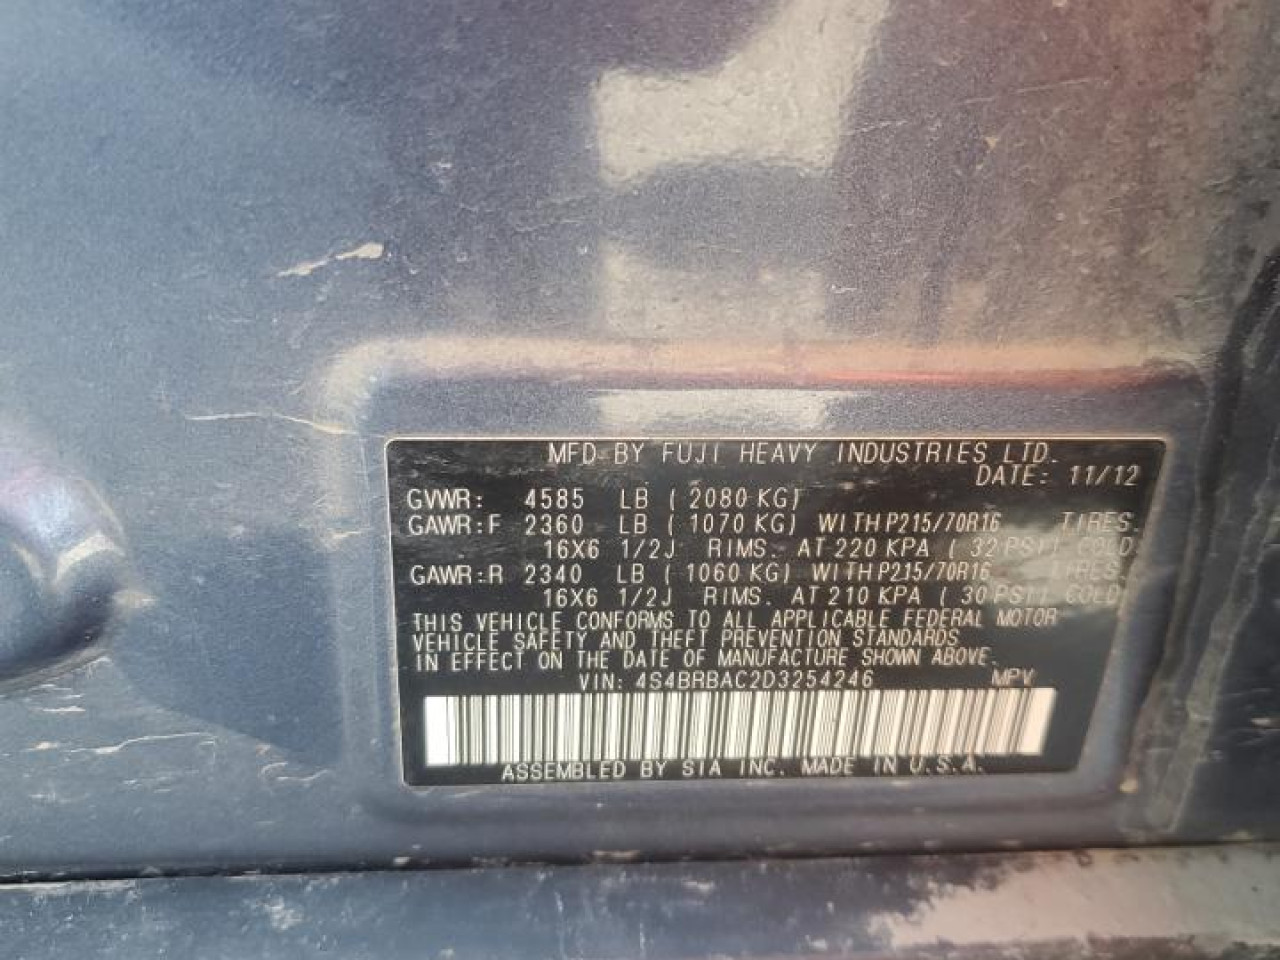 MFD BY FUJI HEAVY INDUSTRIES LTD.
DATE: 11/12
GVWR: 4585 LB ( 2080 KG)
GAWR:F 2360 LB ( 1070 KG) WITH P215/70R16 TIRES.
16X6 1/2J RIMS. AT 220 KPA ( 32 PSI) COLD
GAWR:R 2340 LB ( 1060 KG) WITH P215/70R16 TIRES.
16X6 1/2J RIMS. AT 210 KPA ( 30 PSI) COLD
THIS VEHICLE CONFORMS TO ALL APPLICABLE FEDERAL MOTOR
VEHICLE SAFETY AND THEFT PREVENTION STANDARDS
IN EFFECT ON THE DATE OF MANUFACTURE SHOWN ABOVE.
VIN: 4S4BRBAC2D3254246 MPV
ASSEMBLED BY SIA INC. MADE IN U.S.A.